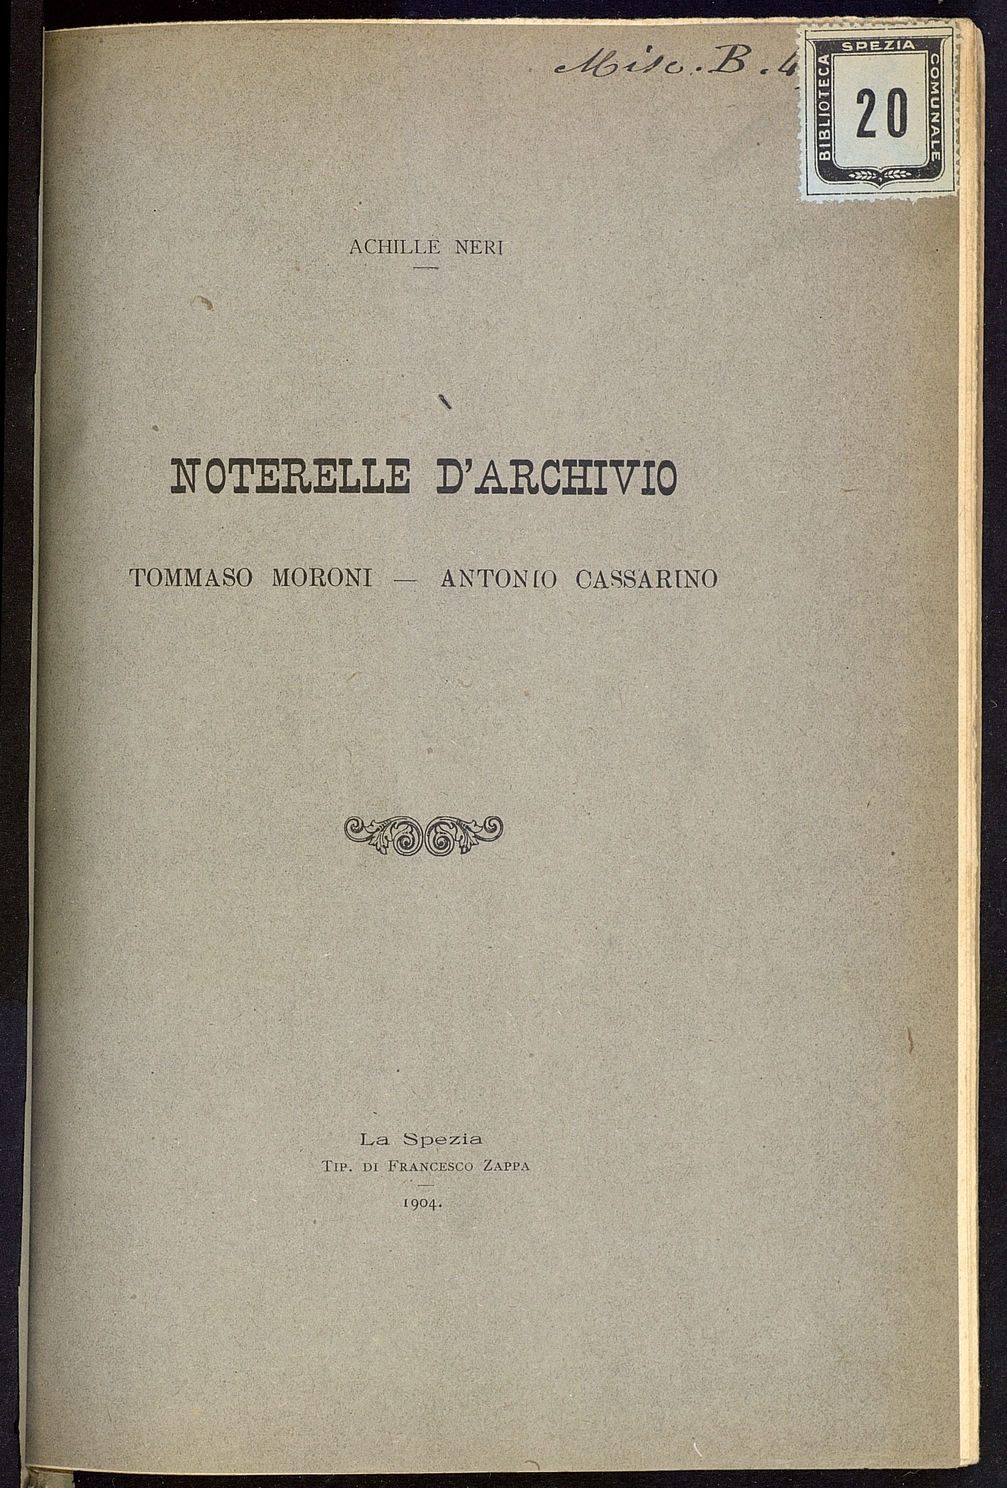 Misc. B. 4
SPEZIA
BIBLIOTECA
COMUNALE
20
ACHILLE NERI
NOTERELLE D'ARCHIVIO
TOMMASO MORONI — ANTONIO CASSARINO
La Spezia
TIP. DI FRANCESCO ZAPPA
1904.